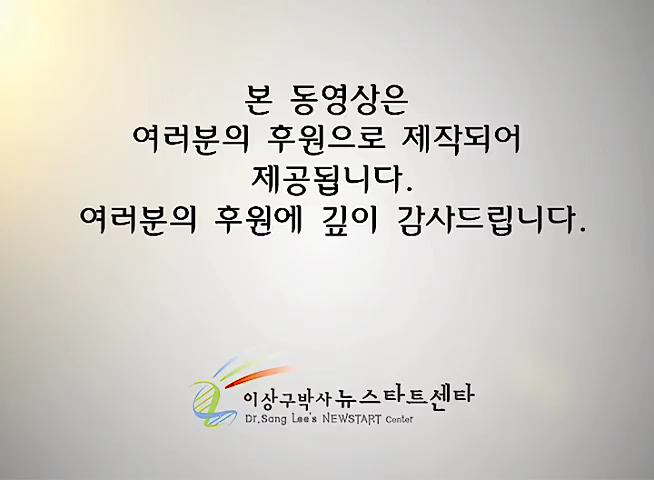 본 동영상은
여러분의 후원으로 제작되어
제공됩니다.
여러분의 후원에 깊이 감사드립니다.
이상구박사 뉴스타트센타
Dr.Sang Lee's NEWSTART Center